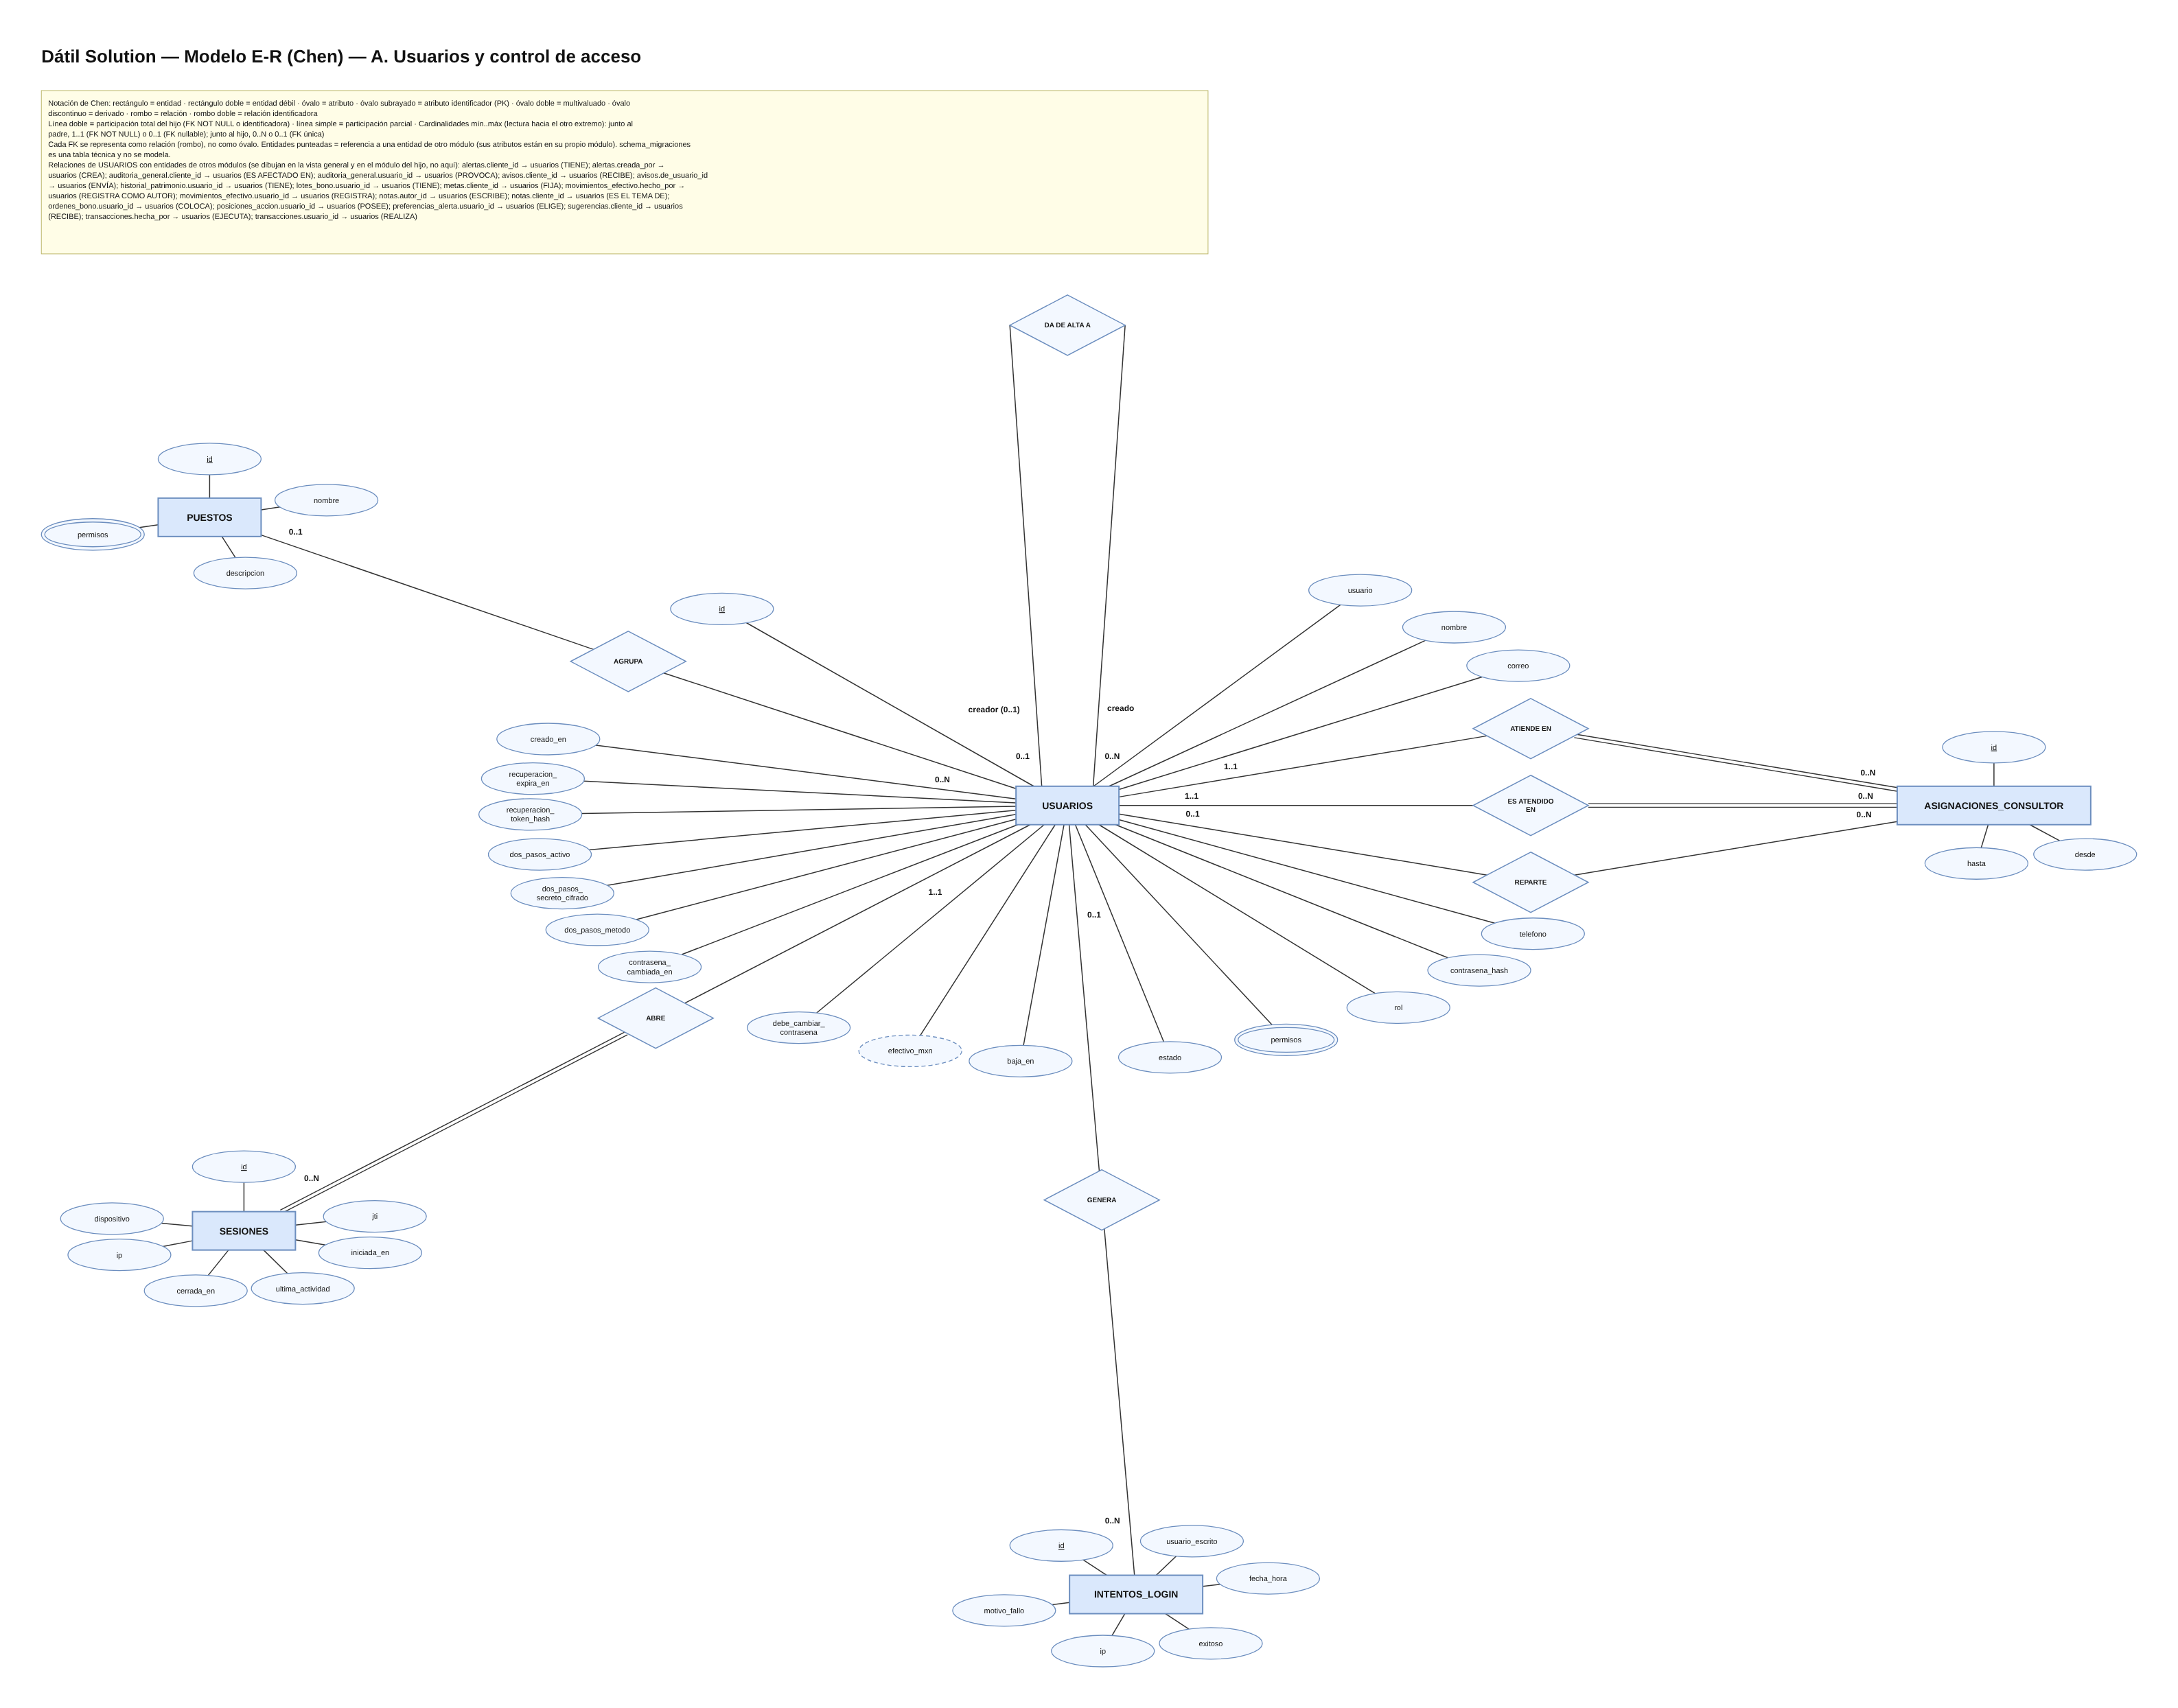 Dátil Solution — Modelo E-R (Chen) — A. Usuarios y control de acceso
Notación de Chen: rectángulo = entidad · rectángulo doble = entidad débil · óvalo = atributo · óvalo subrayado = atributo identificador (PK) · óvalo doble = multivaluado · óvalo
discontinuo = derivado · rombo = relación · rombo doble = relación identificadora
Línea doble = participación total del hijo (FK NOT NULL o identificadora) · línea simple = participación parcial · Cardinalidades mín..máx (lectura hacia el otro extremo): junto al
padre, 1..1 (FK NOT NULL) o 0..1 (FK nullable); junto al hijo, 0..N o 0..1 (FK única)
Cada FK se representa como relación (rombo), no como óvalo. Entidades punteadas = referencia a una entidad de otro módulo (sus atributos están en su propio módulo). schema_migraciones
es una tabla técnica y no se modela.
Relaciones de USUARIOS con entidades de otros módulos (se dibujan en la vista general y en el módulo del hijo, no aquí): alertas.cliente_id → usuarios (TIENE); alertas.creada_por →
usuarios (CREA); auditoria_general.cliente_id → usuarios (ES AFECTADO EN); auditoria_general.usuario_id → usuarios (PROVOCA); avisos.cliente_id → usuarios (RECIBE); avisos.de_usuario_id
→ usuarios (ENVÍA); historial_patrimonio.usuario_id → usuarios (TIENE); lotes_bono.usuario_id → usuarios (TIENE); metas.cliente_id → usuarios (FIJA); movimientos_efectivo.hecho_por →
usuarios (REGISTRA COMO AUTOR); movimientos_efectivo.usuario_id → usuarios (REGISTRA); notas.autor_id → usuarios (ESCRIBE); notas.cliente_id → usuarios (ES EL TEMA DE);
ordenes_bono.usuario_id → usuarios (COLOCA); posiciones_accion.usuario_id → usuarios (POSEE); preferencias_alerta.usuario_id → usuarios (ELIGE); sugerencias.cliente_id → usuarios
(RECIBE); transacciones.hecha_por → usuarios (EJECUTA); transacciones.usuario_id → usuarios (REALIZA)
DA DE ALTA A
id
nombre
PUESTOS
0..1
permisos
descripcion
usuario
id
nombre
AGRUPA
correo
creador (0..1)
creado
ATIENDE EN
creado_en
id
0..1
0..N
1..1
0..N
recuperacion_
expira_en
0..N
1..1
0..N
USUARIOS
ES ATENDIDO
EN
ASIGNACIONES_CONSULTOR
recuperacion_
token_hash
0..1
0..N
dos_pasos_activo
desde
hasta
REPARTE
dos_pasos_
secreto_cifrado
1..1
0..1
dos_pasos_metodo
telefono
contrasena_
cambiada_en
contrasena_hash
rol
ABRE
debe_cambiar_
contrasena
permisos
efectivo_mxn
baja_en
estado
id
0..N
GENERA
dispositivo
jti
SESIONES
ip
iniciada_en
cerrada_en
ultima_actividad
0..N
id
usuario_escrito
fecha_hora
INTENTOS_LOGIN
motivo_fallo
ip
exitoso